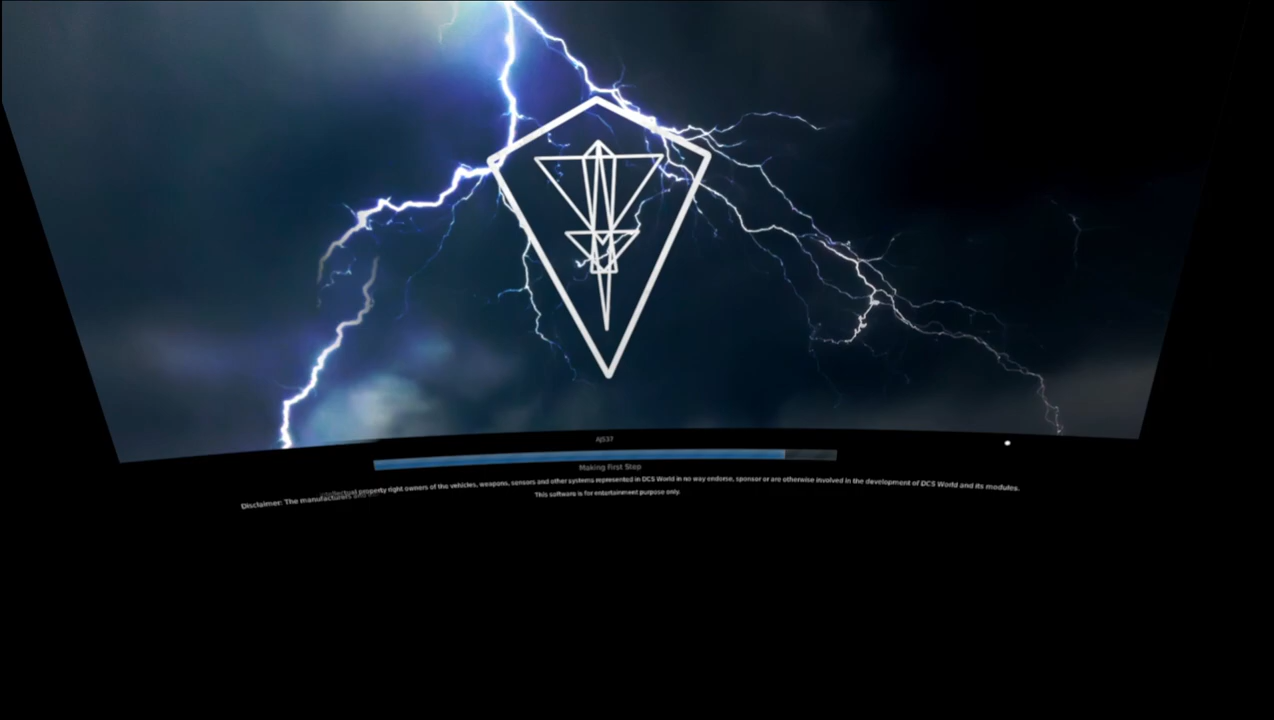 AJS37
Making First Step
Disclaimer: The manufacturers and intellectual property right owners of the vehicles, weapons, sensors and other systems represented in DCS World in no way endorse, sponsor or are otherwise involved in the development of DCS World and its modules.
This software is for entertainment purpose only.